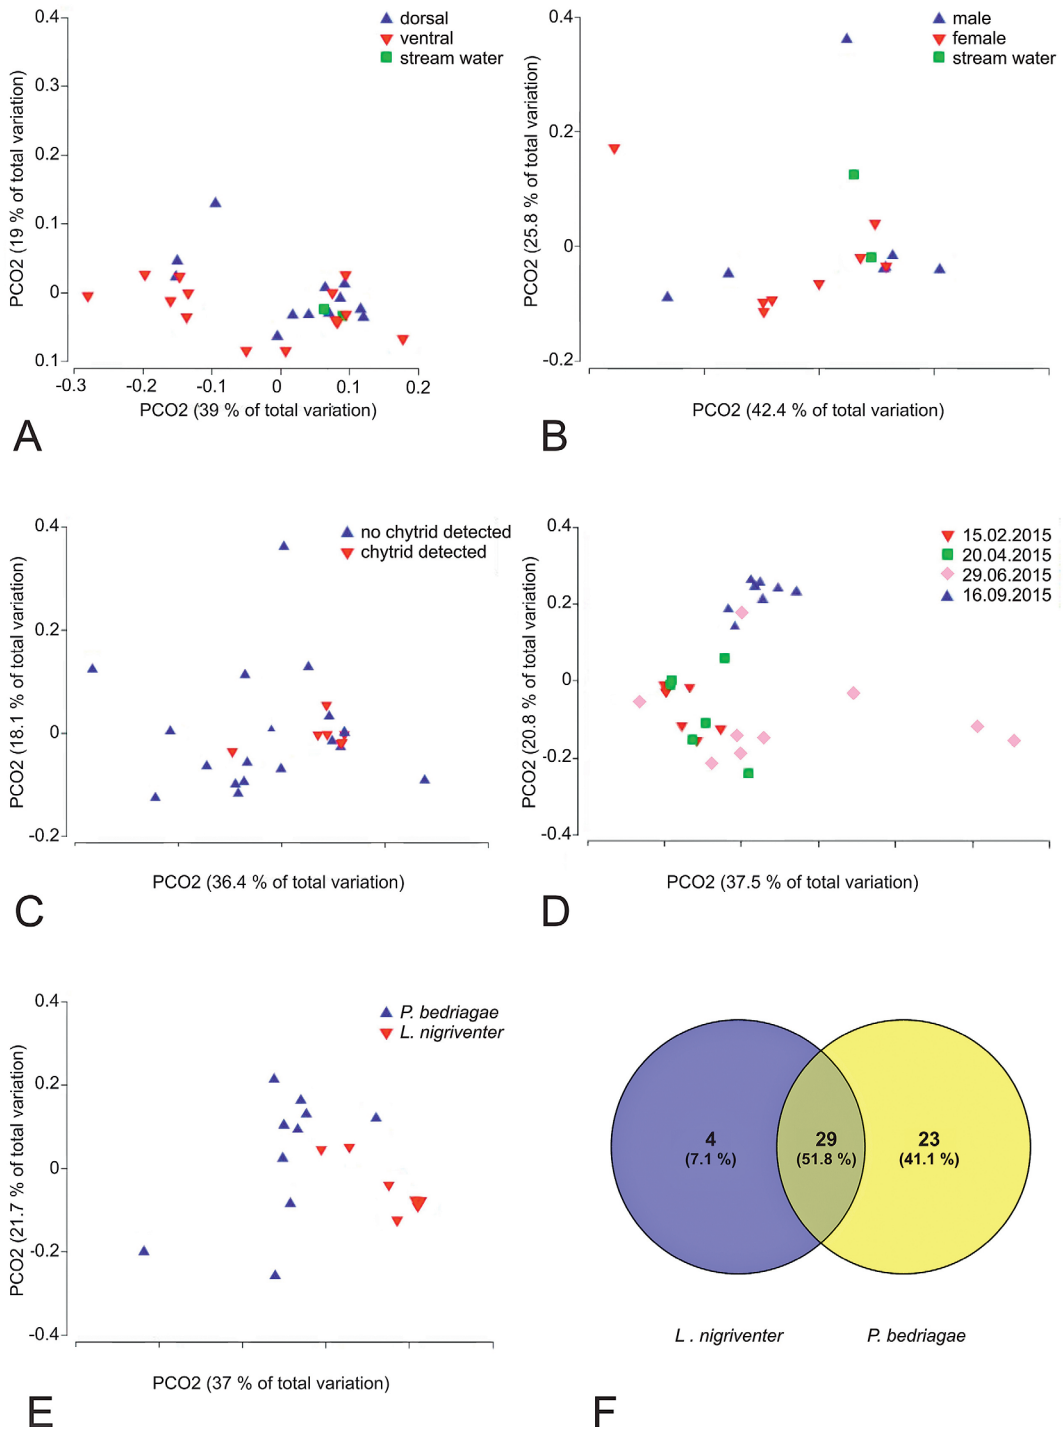 dorsal
ventral
stream water
0.4
0.3
0.2
0.1
0
0.1
-0.3 -0.2 -0.1 0 0.1 0.2
PCO2 (19 % of total variation)
PCO2 (39 % of total variation)
A
male
female
stream water
0.4
0.2
0
-0.2
PCO2 (25.8 % of total variation)
PCO2 (42.4 % of total variation)
B
no chytrid detected
chytrid detected
0.4
0.2
0
-0.2
PCO2 (18.1 % of total variation)
PCO2 (36.4 % of total variation)
C
15.02.2015
20.04.2015
29.06.2015
16.09.2015
0.4
0.2
0
-0.2
-0.4
PCO2 (20.8 % of total variation)
PCO2 (37.5 % of total variation)
D
P. bedriagae
L. nigriventer
0.4
0.2
0
-0.2
-0.4
PCO2 (21.7 % of total variation)
PCO2 (37 % of total variation)
E
4
(7.1 %)
29
(51.8 %)
23
(41.1 %)
L . nigriventer
P. bedriagae
F